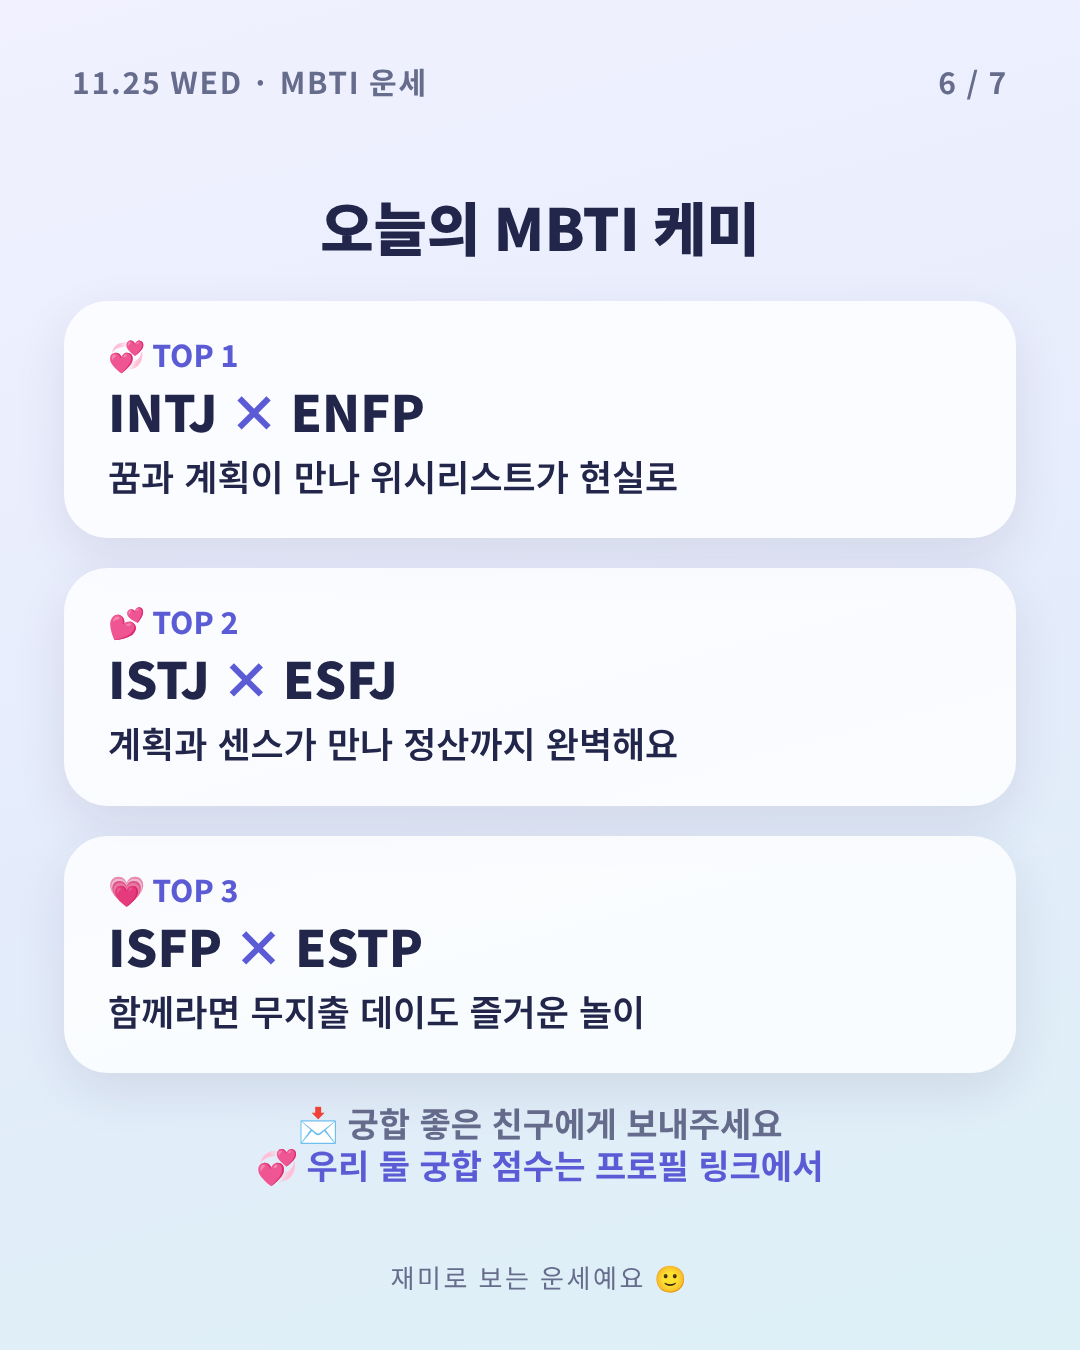 11.25 WED · MBTI 운세
6 / 7
오늘의 MBTI 케미
💞 TOP 1
INTJ × ENFP
꿈과 계획이 만나 위시리스트가 현실로
💕 TOP 2
ISTJ × ESFJ
계획과 센스가 만나 정산까지 완벽해요
💗 TOP 3
ISFP × ESTP
함께라면 무지출 데이도 즐거운 놀이
📩 궁합 좋은 친구에게 보내주세요
💞 우리 둘 궁합 점수는 프로필 링크에서
재미로 보는 운세예요 🙂